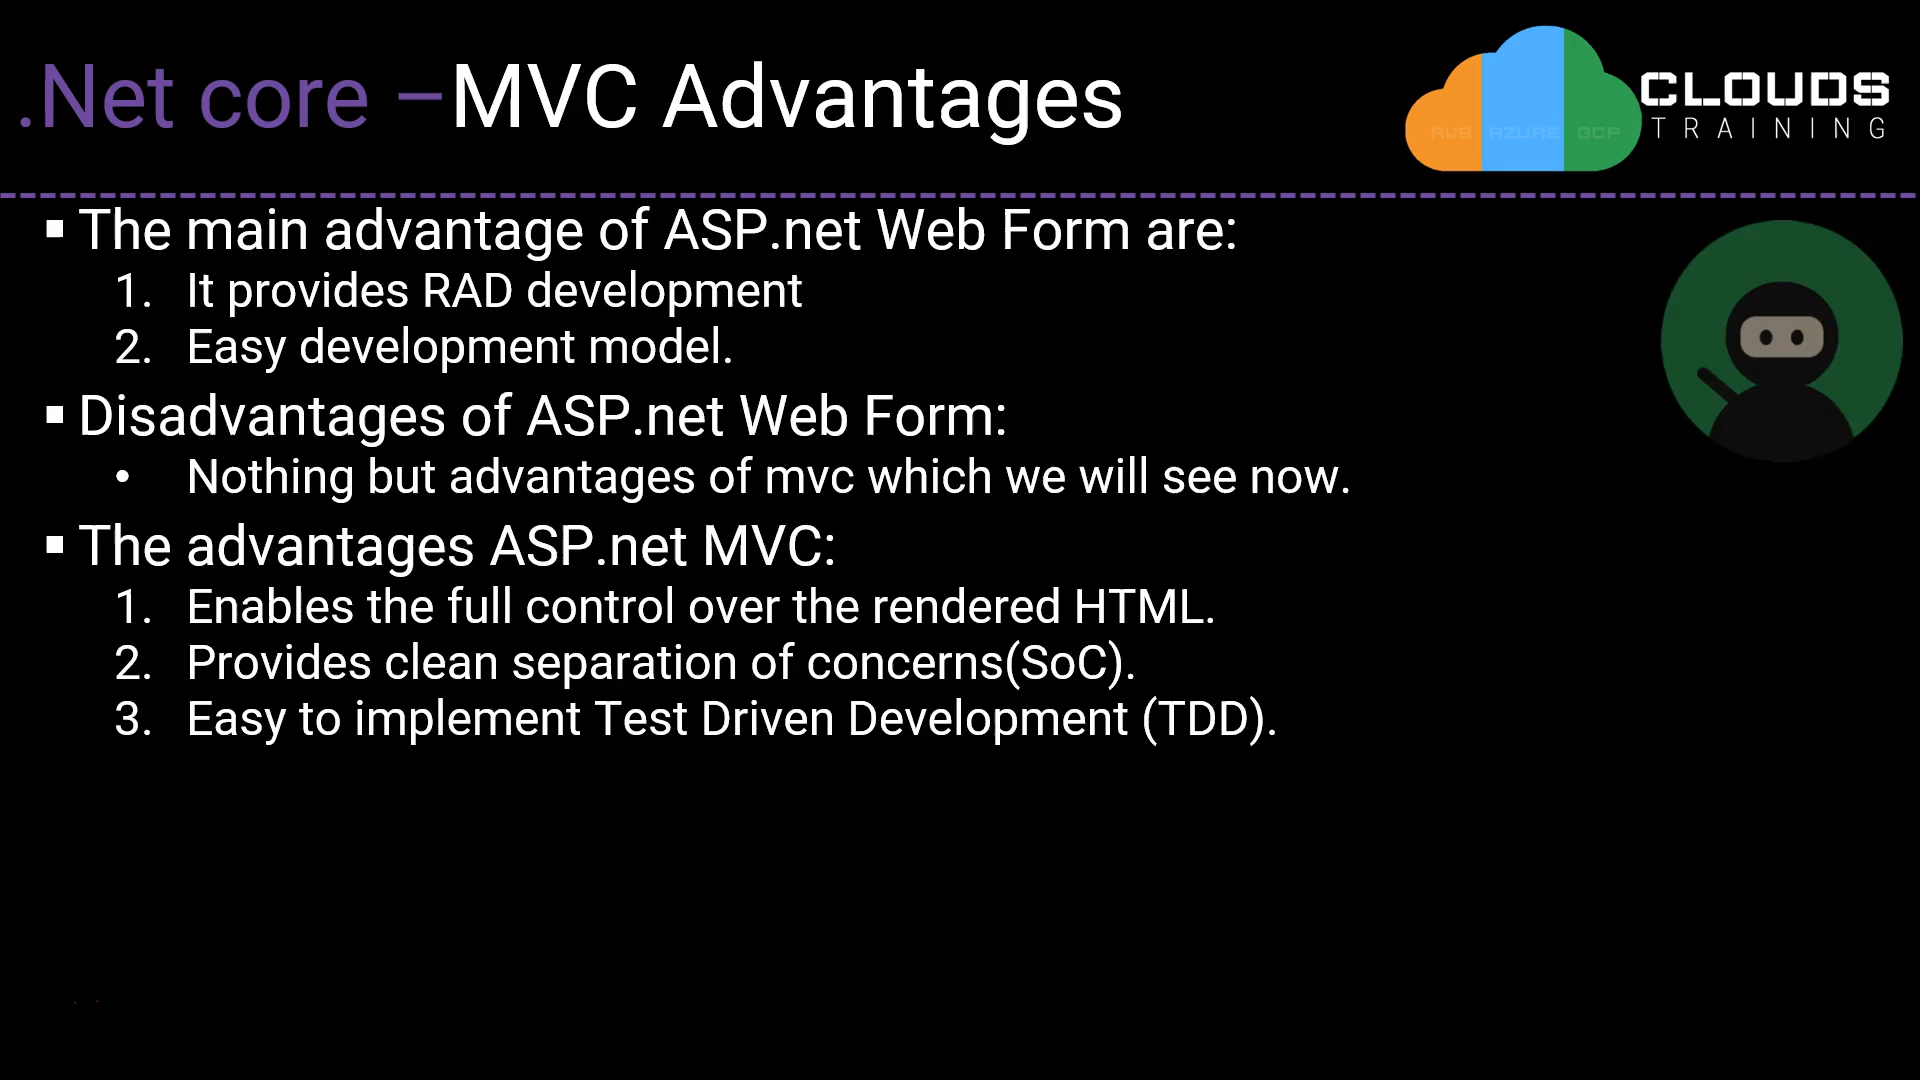 .Net core –MVC Advantages
CLOUDS
TRAINING
AWS AZURE GCP
▪ The main advantage of ASP.net Web Form are:
1. It provides RAD development
2. Easy development model.
▪ Disadvantages of ASP.net Web Form:
• Nothing but advantages of mvc which we will see now.
▪ The advantages ASP.net MVC:
1. Enables the full control over the rendered HTML.
2. Provides clean separation of concerns(SoC).
3. Easy to implement Test Driven Development (TDD).